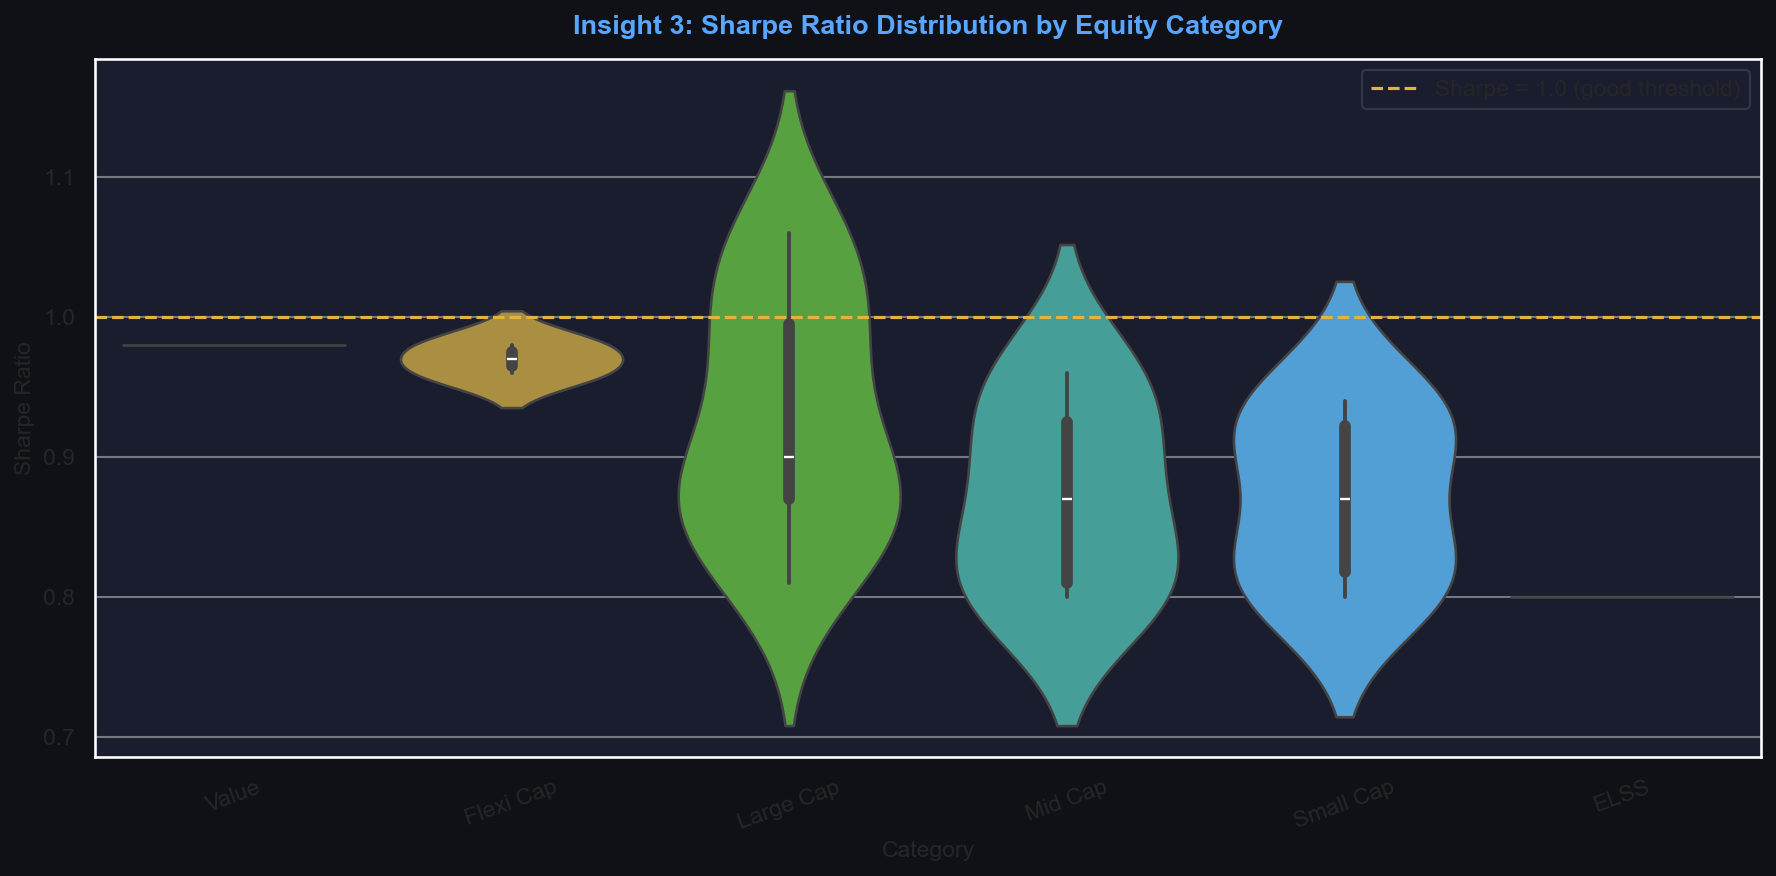 Insight 3: Sharpe Ratio Distribution by Equity Category
Sharpe = 1.0 (good threshold)
1.1
1.0
0.9
0.8
0.7
Sharpe Ratio
Value
Flexi Cap
Large Cap
Mid Cap
Small Cap
ELSS
Category